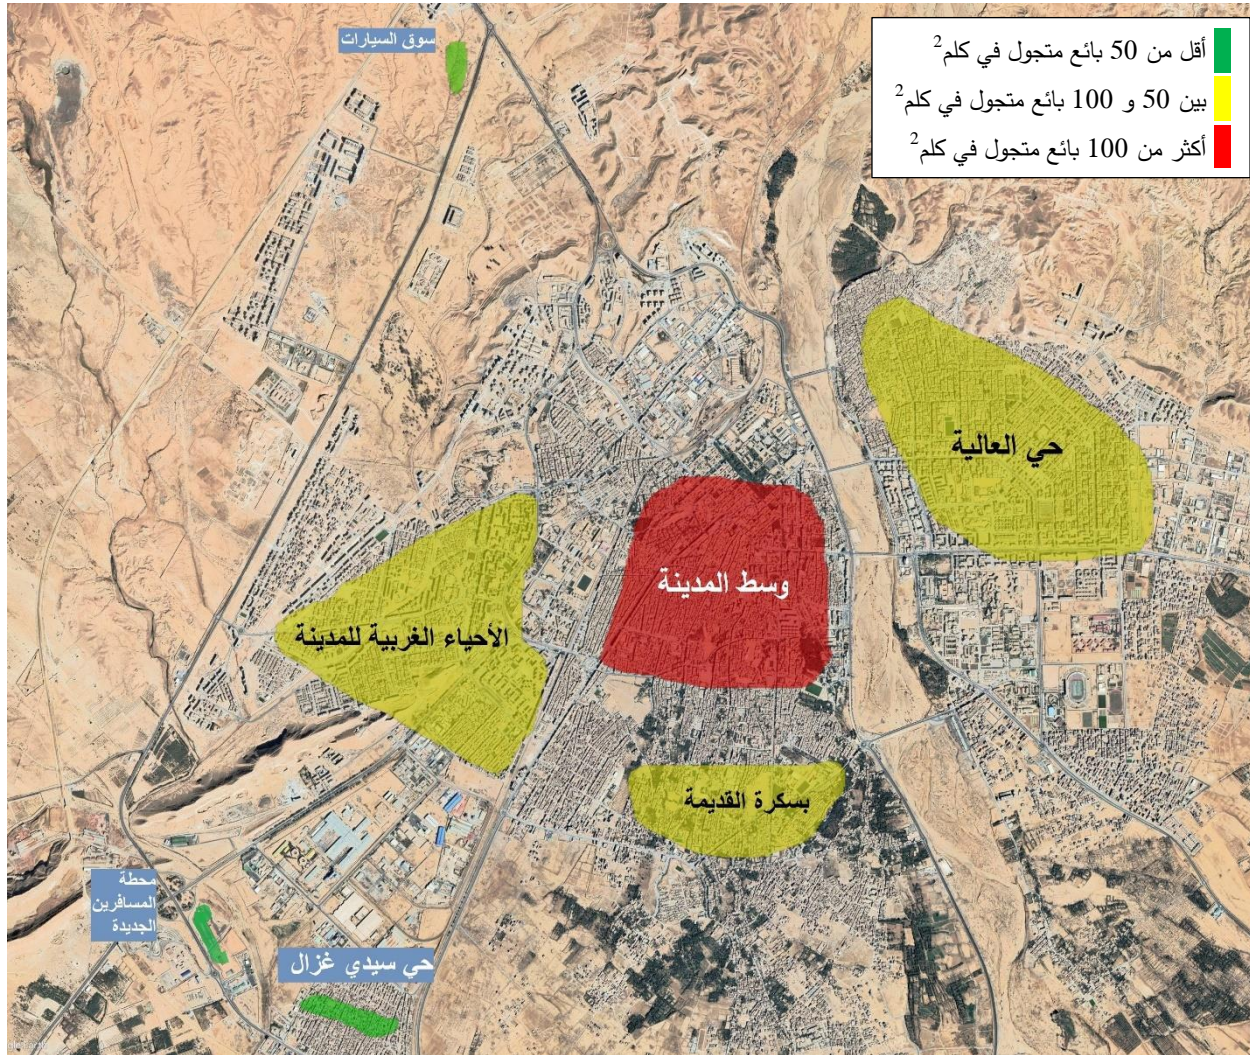 سوق السيارات
أقل من 50 بائع متجول في كلم2
بين 50 و 100 بائع متجول في كلم2
أكثر من 100 بائع متجول في كلم2
حي العالية
وسط المدينة
الأحياء الغربية للمدينة
بسكرة القديمة
محطة
المسافرين
الجديدة
حي سيدي غزال